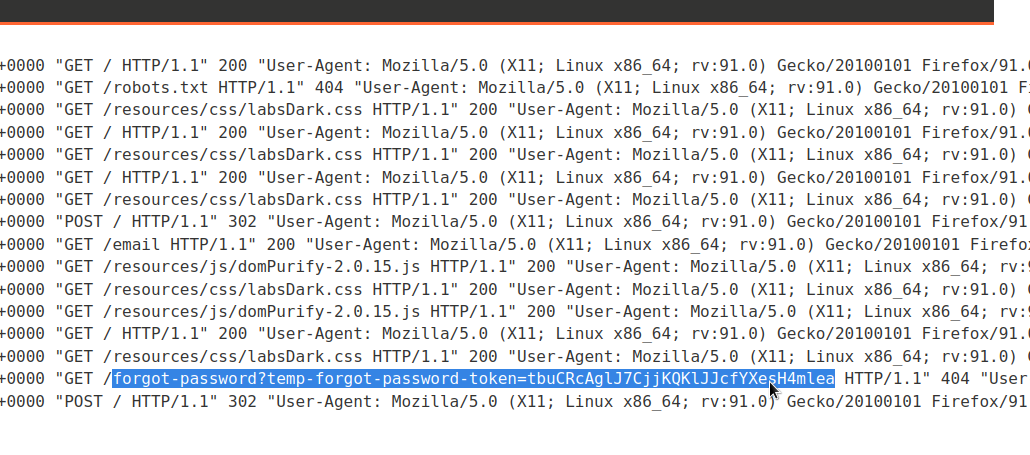 +0000 "GET / HTTP/1.1" 200 "User-Agent: Mozilla/5.0 (X11; Linux x86_64; rv:91.0) Gecko/20100101 Firefox/91.
+0000 "GET /robots.txt HTTP/1.1" 404 "User-Agent: Mozilla/5.0 (X11; Linux x86_64; rv:91.0) Gecko/20100101 F
+0000 "GET /resources/css/labsDark.css HTTP/1.1" 200 "User-Agent: Mozilla/5.0 (X11; Linux x86_64; rv:91.0)
+0000 "GET / HTTP/1.1" 200 "User-Agent: Mozilla/5.0 (X11; Linux x86_64; rv:91.0) Gecko/20100101 Firefox/91.
+0000 "GET /resources/css/labsDark.css HTTP/1.1" 200 "User-Agent: Mozilla/5.0 (X11; Linux x86_64; rv:91.0)
+0000 "GET / HTTP/1.1" 200 "User-Agent: Mozilla/5.0 (X11; Linux x86_64; rv:91.0) Gecko/20100101 Firefox/91.
+0000 "GET /resources/css/labsDark.css HTTP/1.1" 200 "User-Agent: Mozilla/5.0 (X11; Linux x86_64; rv:91.0)
+0000 "POST / HTTP/1.1" 302 "User-Agent: Mozilla/5.0 (X11; Linux x86_64; rv:91.0) Gecko/20100101 Firefox/91
+0000 "GET /email HTTP/1.1" 200 "User-Agent: Mozilla/5.0 (X11; Linux x86_64; rv:91.0) Gecko/20100101 Firefo
+0000 "GET /resources/js/domPurify-2.0.15.js HTTP/1.1" 200 "User-Agent: Mozilla/5.0 (X11; Linux x86_64; rv:
+0000 "GET /resources/css/labsDark.css HTTP/1.1" 200 "User-Agent: Mozilla/5.0 (X11; Linux x86_64; rv:91.0)
+0000 "GET /resources/js/domPurify-2.0.15.js HTTP/1.1" 200 "User-Agent: Mozilla/5.0 (X11; Linux x86_64; rv:
+0000 "GET / HTTP/1.1" 200 "User-Agent: Mozilla/5.0 (X11; Linux x86_64; rv:91.0) Gecko/20100101 Firefox/91.
+0000 "GET /resources/css/labsDark.css HTTP/1.1" 200 "User-Agent: Mozilla/5.0 (X11; Linux x86_64; rv:91.0)
+0000 "GET /forgot-password?temp-forgot-password-token=tbuCRcAglJ7CjjKQKlJJcfYXesH4mlea HTTP/1.1" 404 "User
+0000 "POST / HTTP/1.1" 302 "User-Agent: Mozilla/5.0 (X11; Linux x86_64; rv:91.0) Gecko/20100101 Firefox/91